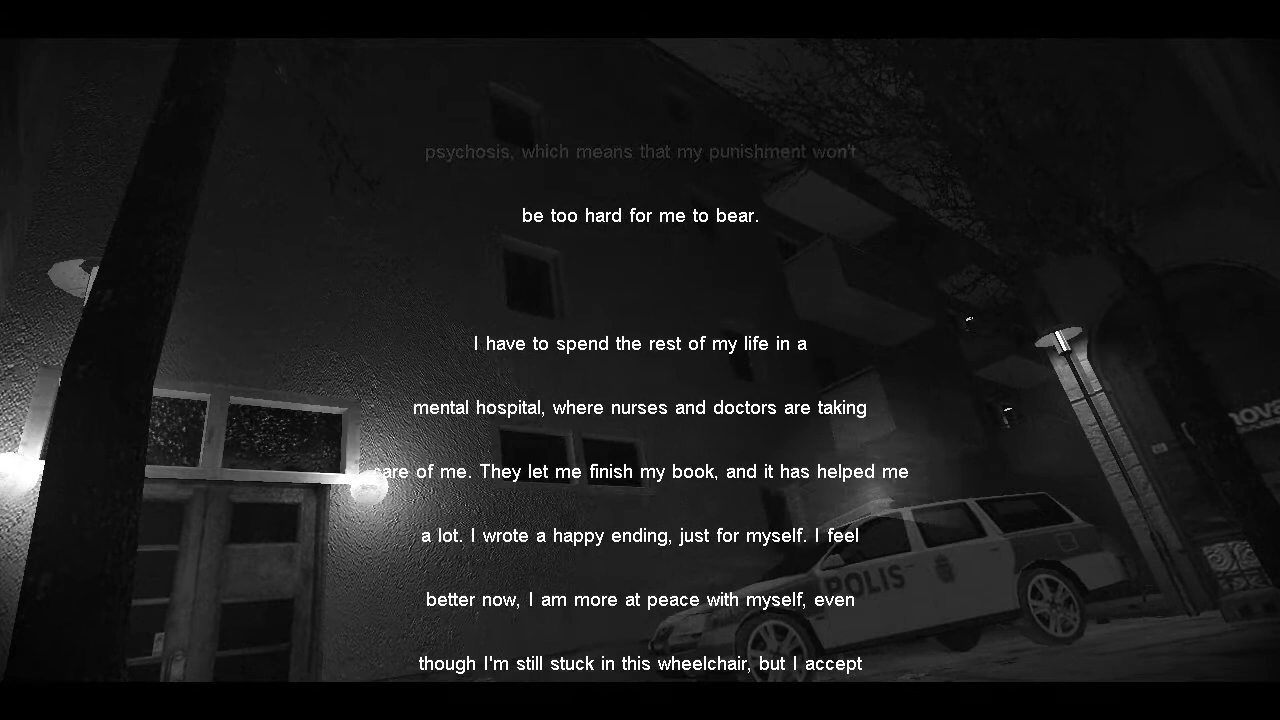 psychosis, which means that my punishment won't
be too hard for me to bear.
I have to spend the rest of my life in a
mental hospital, where nurses and doctors are taking
care of me. They let me finish my book, and it has helped me
a lot. I wrote a happy ending, just for myself. I feel
better now, I am more at peace with myself, even
though I'm still stuck in this wheelchair, but I accept
POLIS